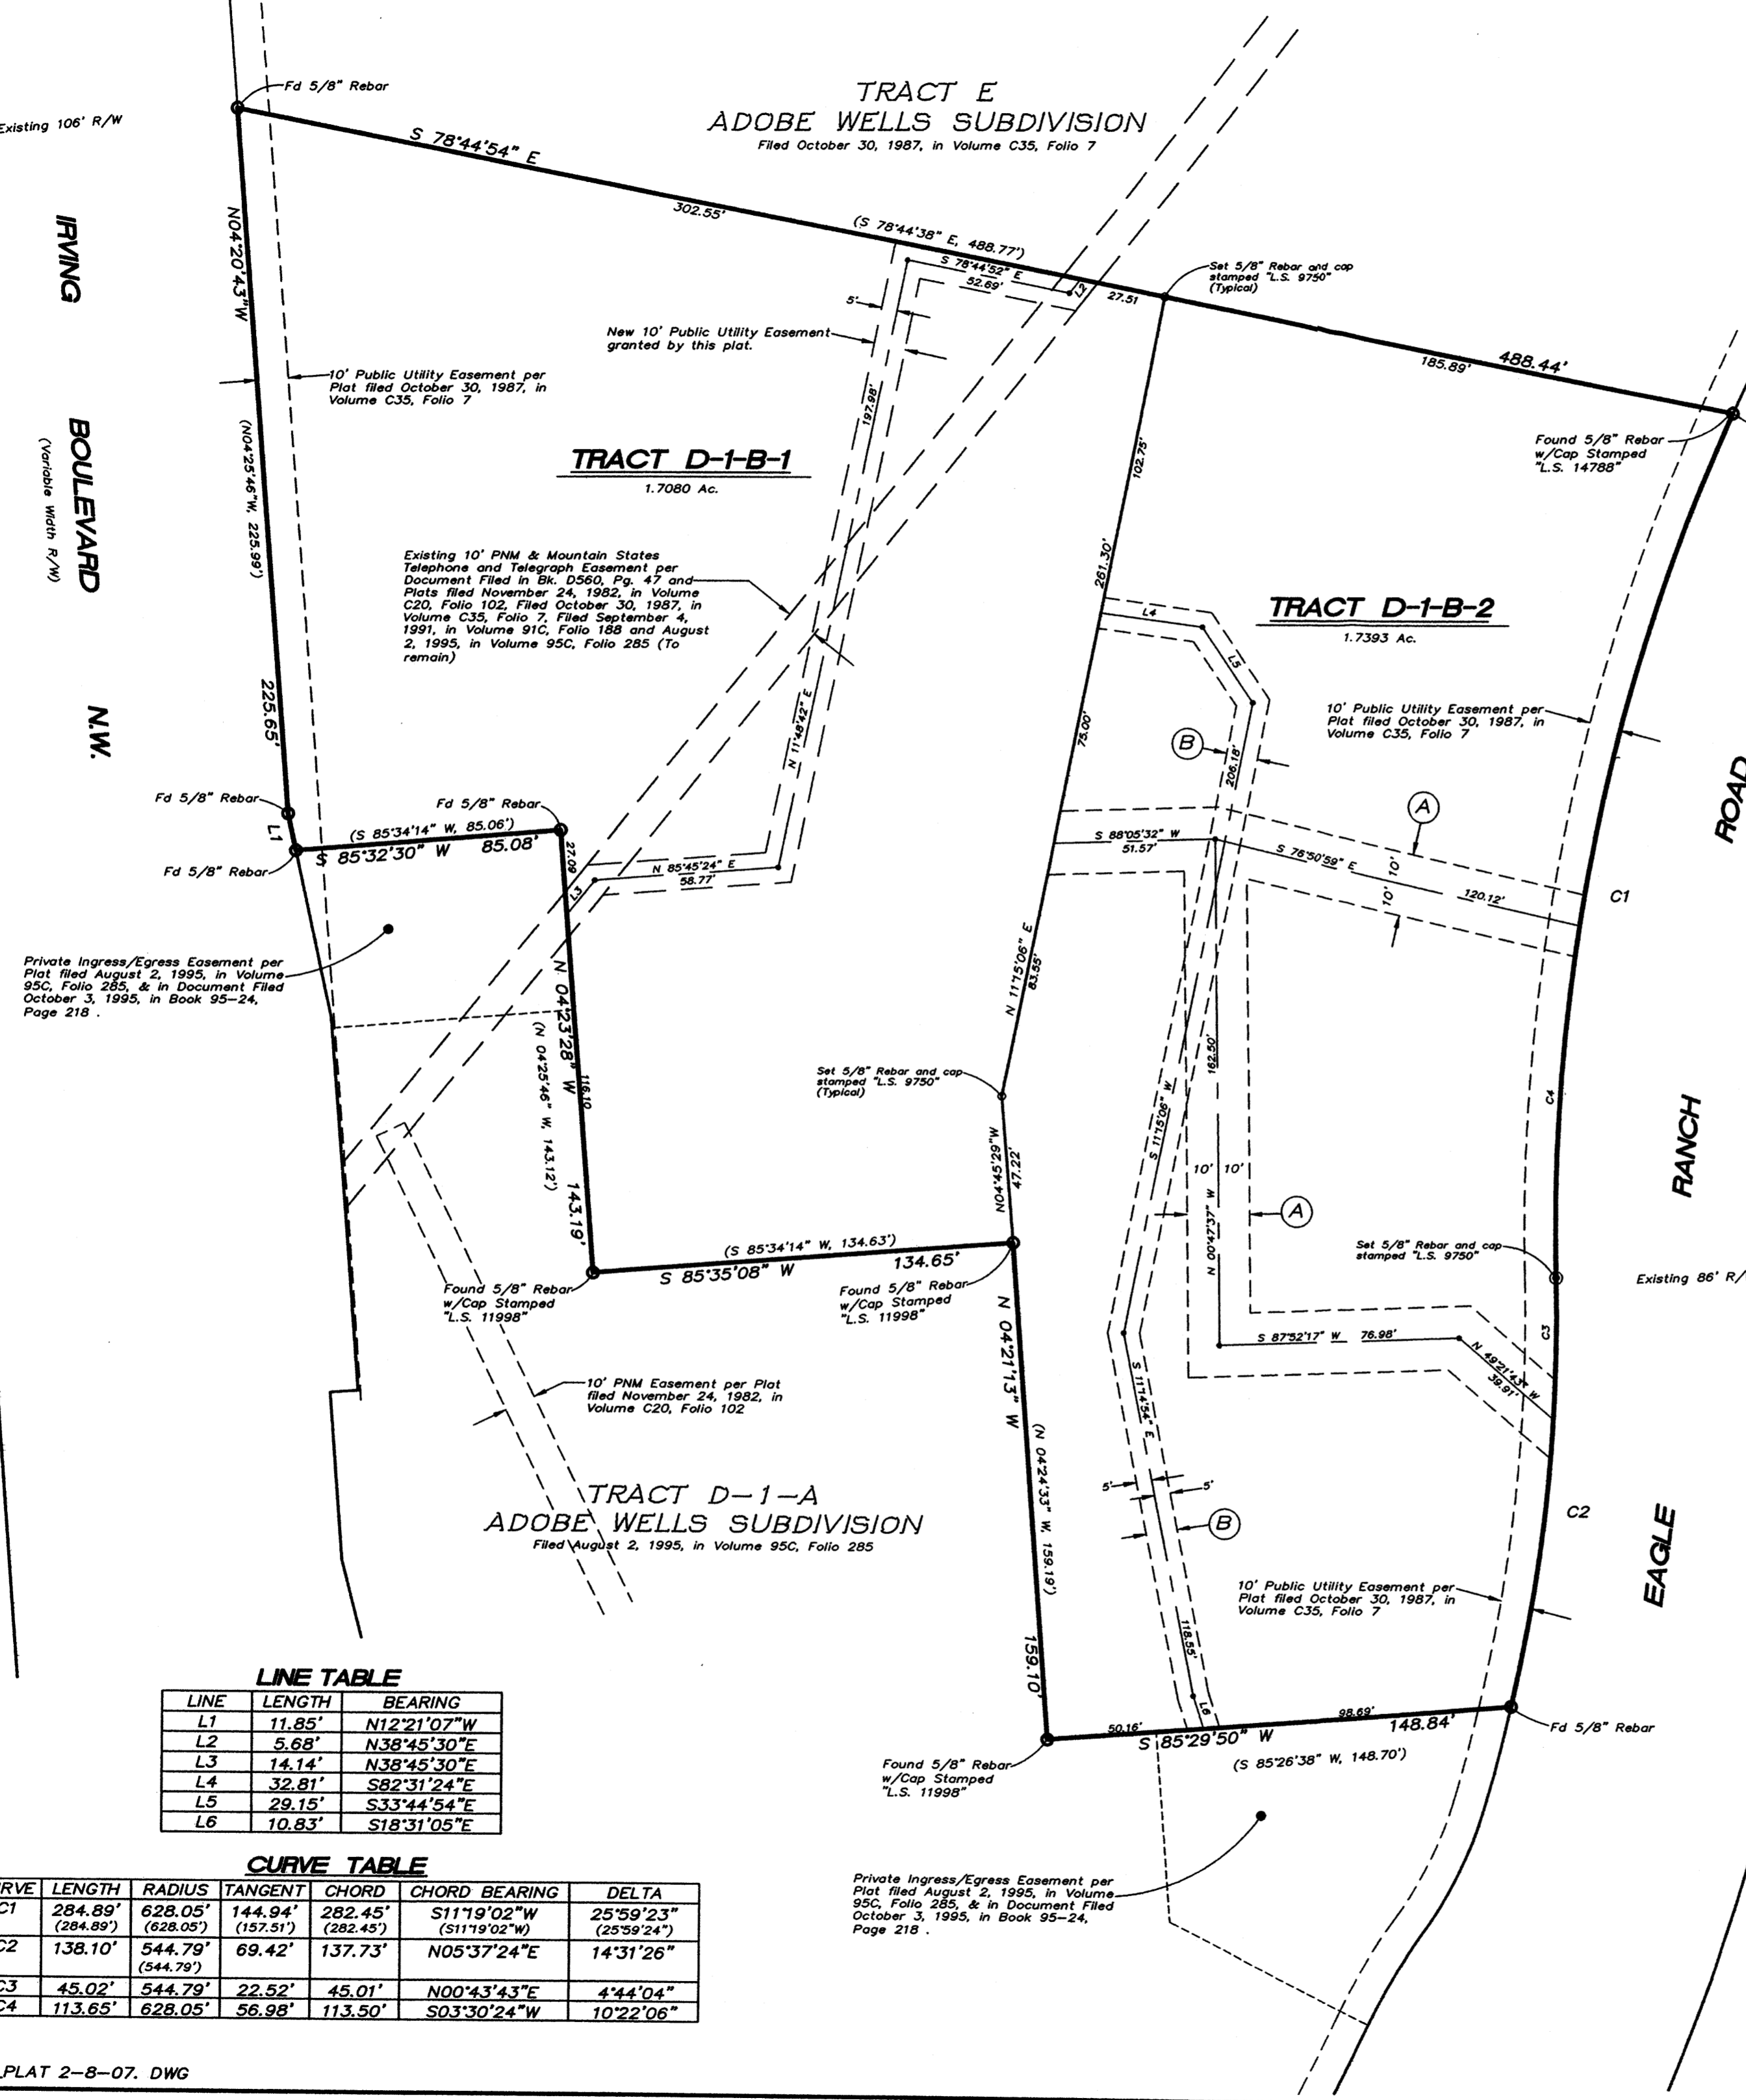 TRACT E
ADOBE WELLS SUBDIVISION
Filed October 30, 1987, in Volume C35, Folio 7
Fd 5/8" Rebar
Existing 106' R/W
S 78°44'54" E
302.55'
(S 78°44'38" E, 488.77')
S 78°44'52" E
52.69'
L2
27.51
Set 5/8" Rebar and cap
stamped "L.S. 9750"
(Typical)
185.89'
488.44'
Found 5/8" Rebar
w/Cap Stamped
"L.S. 14788"
IRVING
BOULEVARD
N.W.
(Variable Width R/W)
N04°20'43"W
(N04°25'46"W, 225.99')
225.65'
10' Public Utility Easement per
Plat filed October 30, 1987, in
Volume C35, Folio 7
5'
New 10' Public Utility Easement
granted by this plat.
197.98'
N 11°48'42" E
TRACT D-1-B-1
1.7080 Ac.
Existing 10' PNM & Mountain States
Telephone and Telegraph Easement per
Document Filed in Bk. D560, Pg. 47 and
Plats filed November 24, 1982, in Volume
C20, Folio 102, Filed October 30, 1987, in
Volume C35, Folio 7, Filed September 4,
1991, in Volume 91C, Folio 188 and August
2, 1995, in Volume 95C, Folio 285 (To
remain)
102.75'
261.30'
75.00'
N 11°15'06" E
83.55'
TRACT D-1-B-2
1.7393 Ac.
L4
L5
10' Public Utility Easement per
Plat filed October 30, 1987, in
Volume C35, Folio 7
B
206.18'
A
ROAD
RANCH
EAGLE
Fd 5/8" Rebar
L1
Fd 5/8" Rebar
Fd 5/8" Rebar
(S 85°34'14" W, 85.06')
S 85°32'30" W 85.08'
27.09
L3
N 85°45'24" E
58.77'
S 88°05'32" W
51.57'
S 76°50'59" E
120.12'
10' 10'
C1
Private Ingress/Egress Easement per
Plat filed August 2, 1995, in Volume
95C, Folio 285, & in Document Filed
October 3, 1995, in Book 95-24,
Page 218 .
N 04°23'28" W
116.10
(N 04°25'46" W, 143.12')
143.19'
Set 5/8" Rebar and cap
stamped "L.S. 9750"
(Typical)
N04°45'29"W
47.22'
162.50'
S 11°15'06" W
10' 10'
N 00°47'37" W
A
C4
Set 5/8" Rebar and cap
stamped "L.S. 9750"
Existing 86' R/
(S 85°34'14" W, 134.63')
S 85°35'08" W 134.65'
Found 5/8" Rebar
w/Cap Stamped
"L.S. 11998"
Found 5/8" Rebar
w/Cap Stamped
"L.S. 11998"
N 04°21'13" W
(N 04°24'33" W, 159.19')
159.10'
S 87°52'17" W 76.98'
N 49°21'43" W
39.91'
C3
S 11°14'54" E
5'
5'
B
118.55'
L6
C2
10' PNM Easement per Plat
filed November 24, 1982, in
Volume C20, Folio 102
TRACT D-1-A
ADOBE WELLS SUBDIVISION
Filed August 2, 1995, in Volume 95C, Folio 285
10' Public Utility Easement per
Plat filed October 30, 1987, in
Volume C35, Folio 7
50.16'
98.69'
S 85°29'50" W
148.84'
(S 85°26'38" W, 148.70')
Fd 5/8" Rebar
Found 5/8" Rebar
w/Cap Stamped
"L.S. 11998"
Private Ingress/Egress Easement per
Plat filed August 2, 1995, in Volume
95C, Folio 285, & in Document Filed
October 3, 1995, in Book 95-24,
Page 218 .
LINE TABLE
LINE LENGTH BEARING
L1 11.85' N12°21'07"W
L2 5.68' N38°45'30"E
L3 14.14' N38°45'30"E
L4 32.81' S82°31'24"E
L5 29.15' S33°44'54"E
L6 10.83' S18°31'05"E
CURVE TABLE
RVE LENGTH RADIUS TANGENT CHORD CHORD BEARING DELTA
C1 284.89' 628.05' 144.94' 282.45' S11°19'02"W 25°59'23"
(284.89') (628.05') (157.51') (282.45') (S11°19'02"W) (25°59'24")
C2 138.10' 544.79' 69.42' 137.73' N05°37'24"E 14°31'26"
(544.79')
C3 45.02' 544.79' 22.52' 45.01' N00°43'43"E 4°44'04"
C4 113.65' 628.05' 56.98' 113.50' S03°30'24"W 10°22'06"
_PLAT 2-8-07. DWG